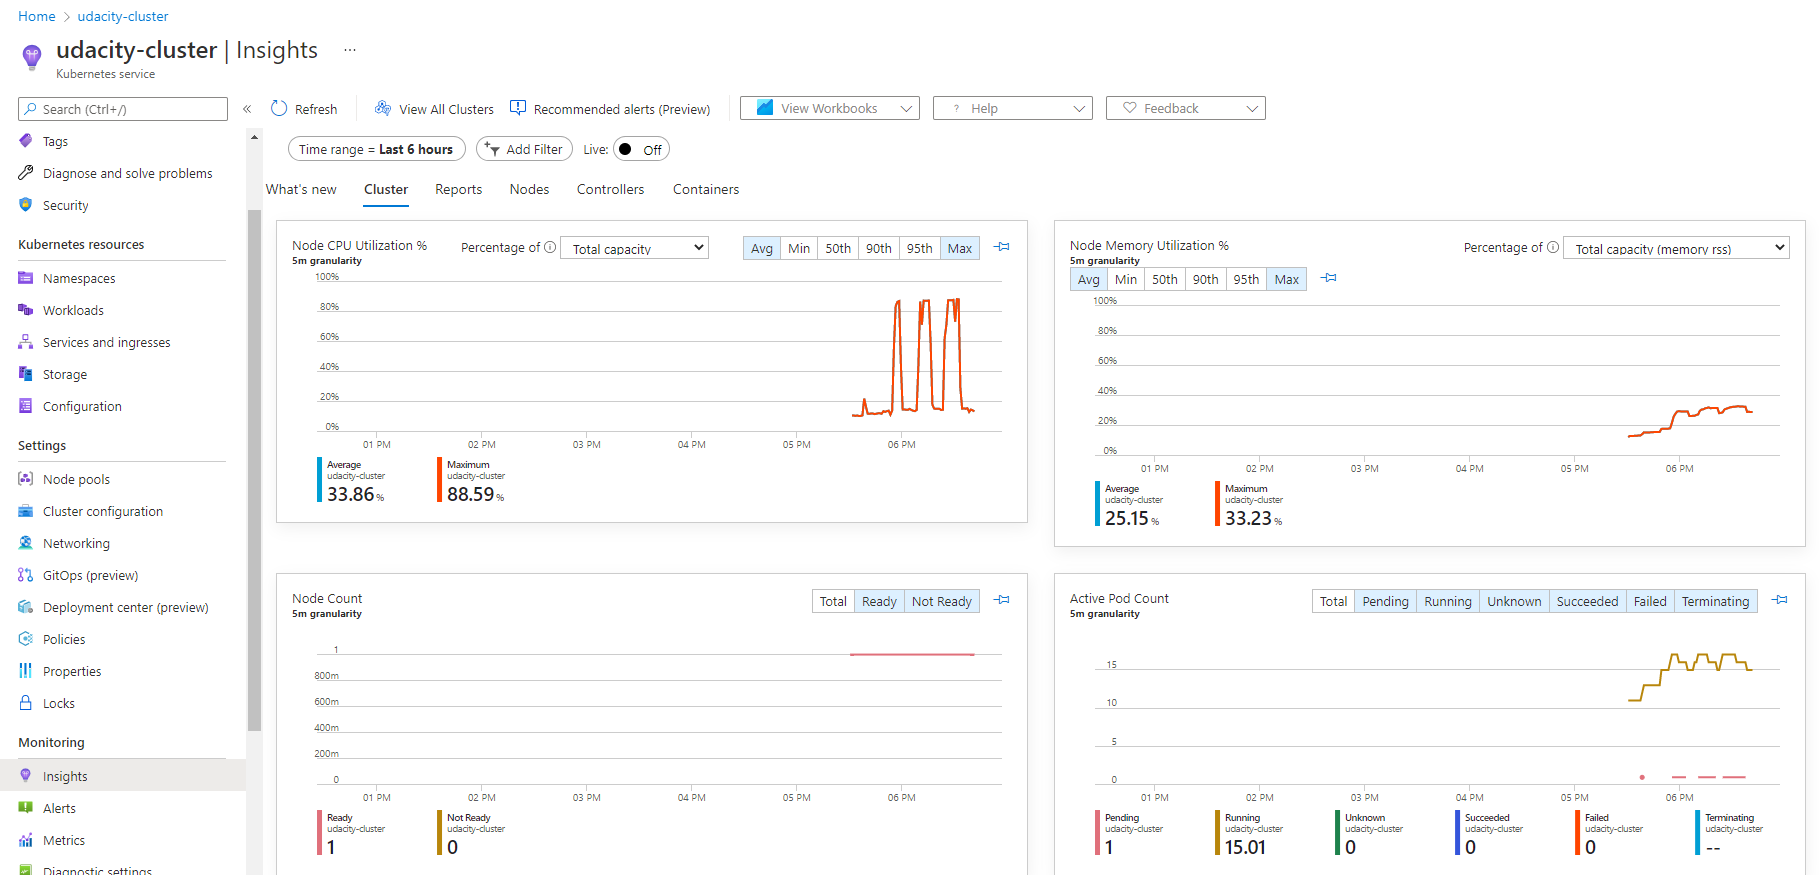 Home > udacity-cluster
udacity-cluster | Insights ...
Kubernetes service
Search (Ctrl+/)
«
Refresh
View All Clusters
Recommended alerts (Preview)
View Workbooks
? Help
Feedback
Time range = Last 6 hours
Add Filter
Live: Off
What's new Cluster Reports Nodes Controllers Containers
Tags
Diagnose and solve problems
Security
Kubernetes resources
Namespaces
Workloads
Services and ingresses
Storage
Configuration
Settings
Node pools
Cluster configuration
Networking
GitOps (preview)
Deployment center (preview)
Policies
Properties
Locks
Monitoring
Insights
Alerts
Metrics
Diagnostic settings
Node CPU Utilization %
5m granularity
Percentage of Total capacity
Avg Min 50th 90th 95th Max
100%
80%
60%
40%
20%
0%
01 PM 02 PM 03 PM 04 PM 05 PM 06 PM
Average
udacity-cluster
33.86 %
Maximum
udacity-cluster
88.59 %
Node Memory Utilization %
5m granularity
Percentage of Total capacity (memory rss)
Avg Min 50th 90th 95th Max
100%
80%
60%
40%
20%
0%
01 PM 02 PM 03 PM 04 PM 05 PM 06 PM
Average
udacity-cluster
25.15 %
Maximum
udacity-cluster
33.23 %
Node Count
5m granularity
Total Ready Not Ready
1
800m
600m
400m
200m
0
01 PM 02 PM 03 PM 04 PM 05 PM 06 PM
Ready
udacity-cluster
1
Not Ready
udacity-cluster
0
Active Pod Count
5m granularity
Total Pending Running Unknown Succeeded Failed Terminating
15
10
5
0
01 PM 02 PM 03 PM 04 PM 05 PM 06 PM
Pending
udacity-cluster
1
Running
udacity-cluster
15.01
Unknown
udacity-cluster
0
Succeeded
udacity-cluster
0
Failed
udacity-cluster
0
Terminating
udacity-cluster
--